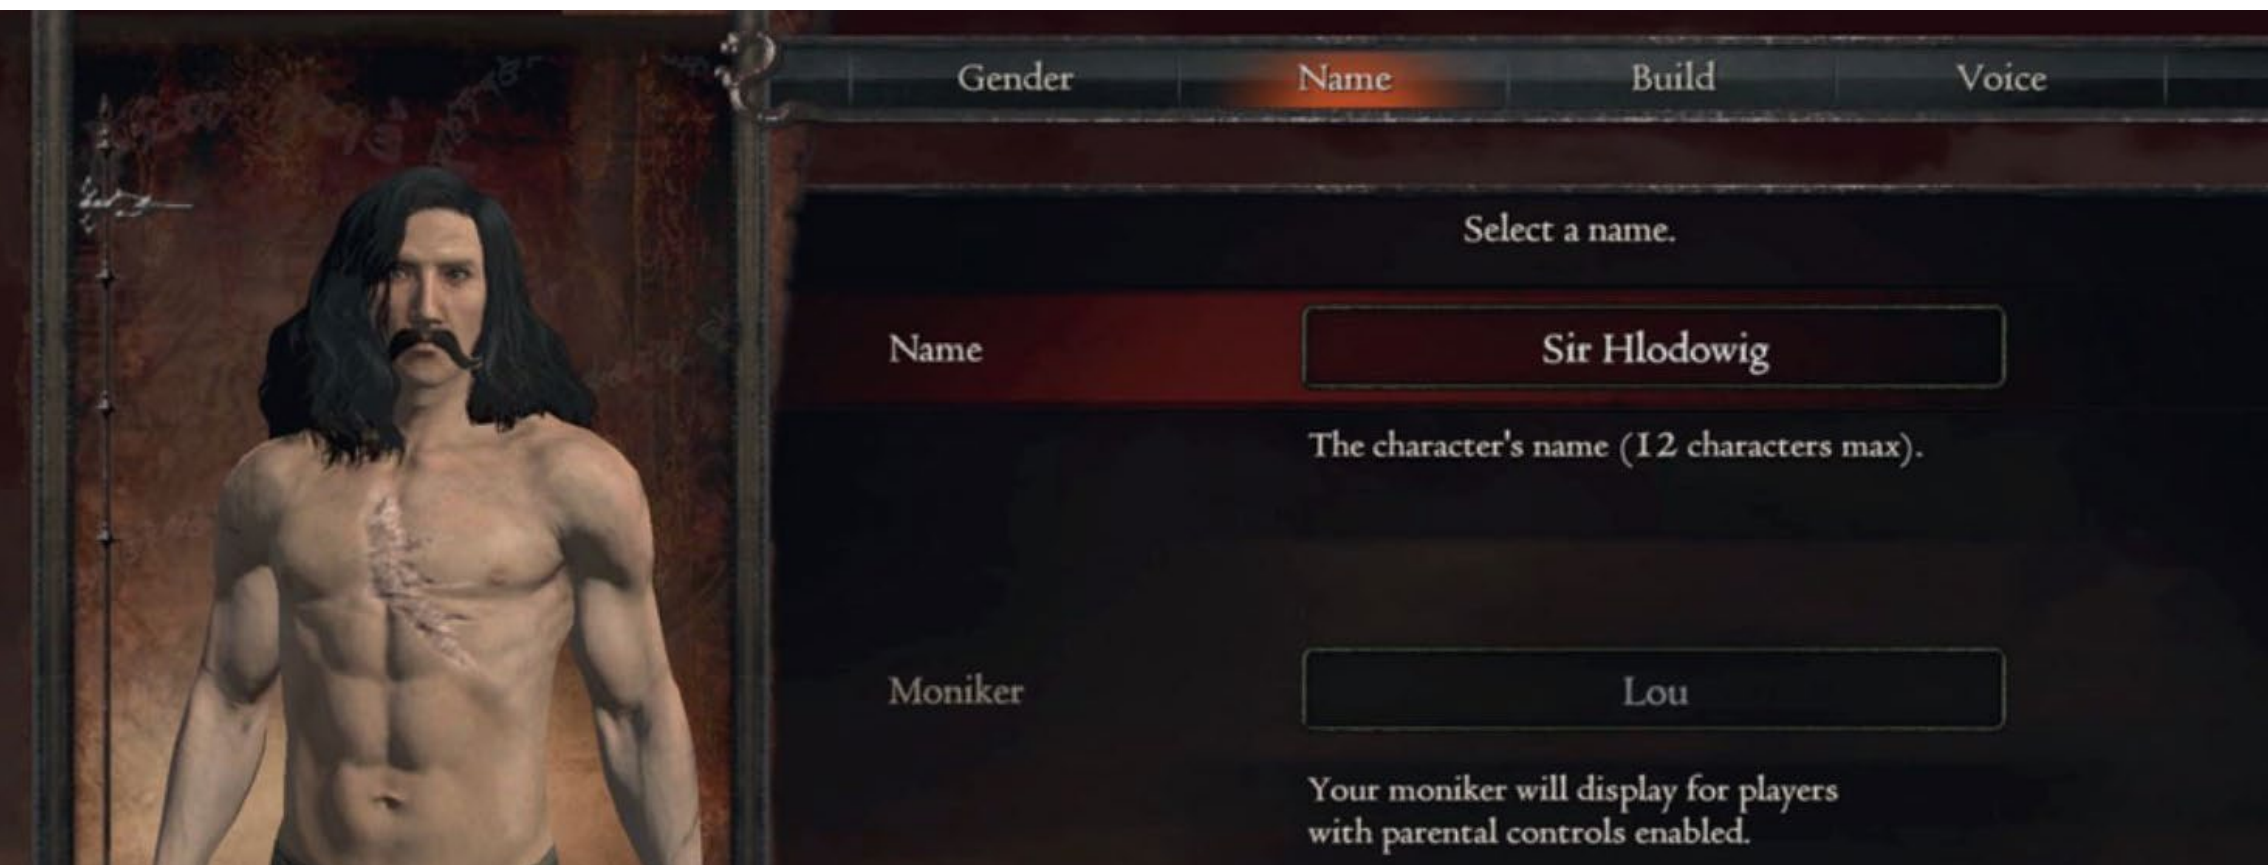 Gender Name Build Voice
Select a name.
Name Sir Hlodowig
The character's name (12 characters max).
Moniker Lou
Your moniker will display for players
with parental controls enabled.